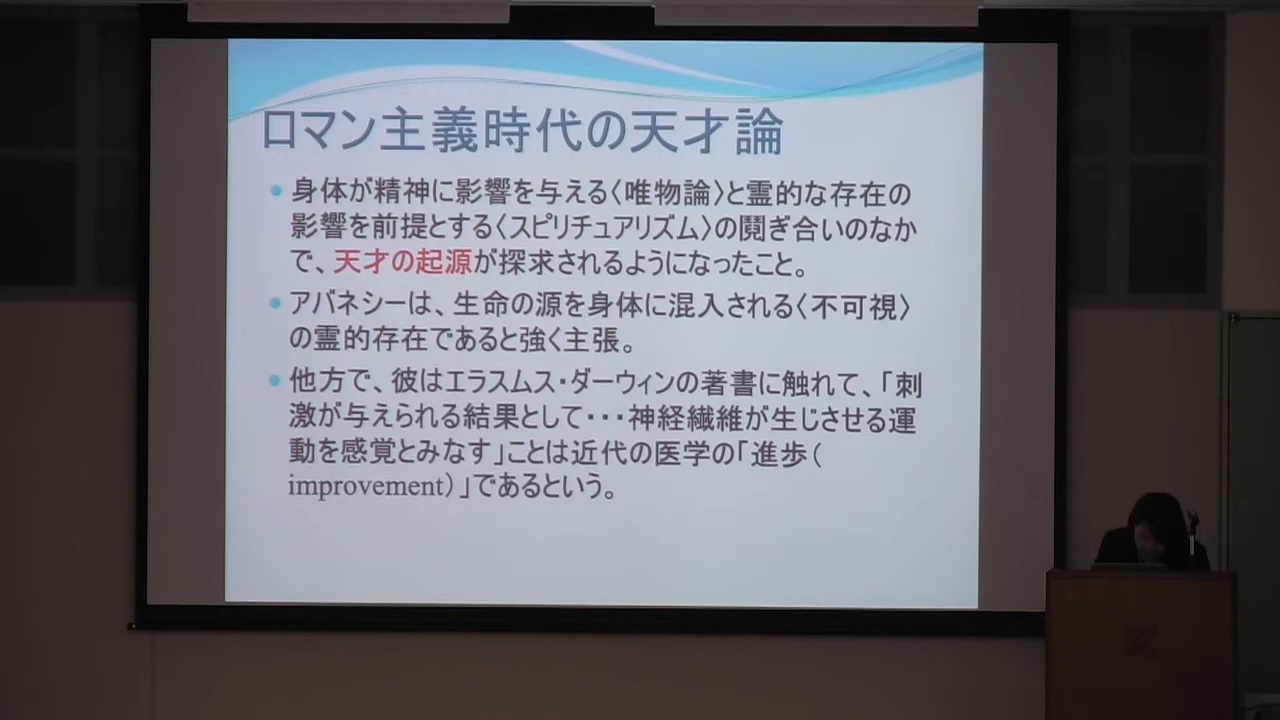 ロマン主義時代の天才論
• 身体が精神に影響を与える〈唯物論〉と霊的な存在の
影響を前提とする〈スピリチュアリズム〉の鬩ぎ合いのなか
で、天才の起源が探求されるようになったこと。
• アバネシーは、生命の源を身体に混入される〈不可視〉
の霊的存在であると強く主張。
• 他方で、彼はエラスムス・ダーウィンの著書に触れて、「刺
激が与えられる結果として・・・神経繊維が生じさせる運
動を感覚とみなす」ことは近代の医学の「進歩(
improvement)」であるという。